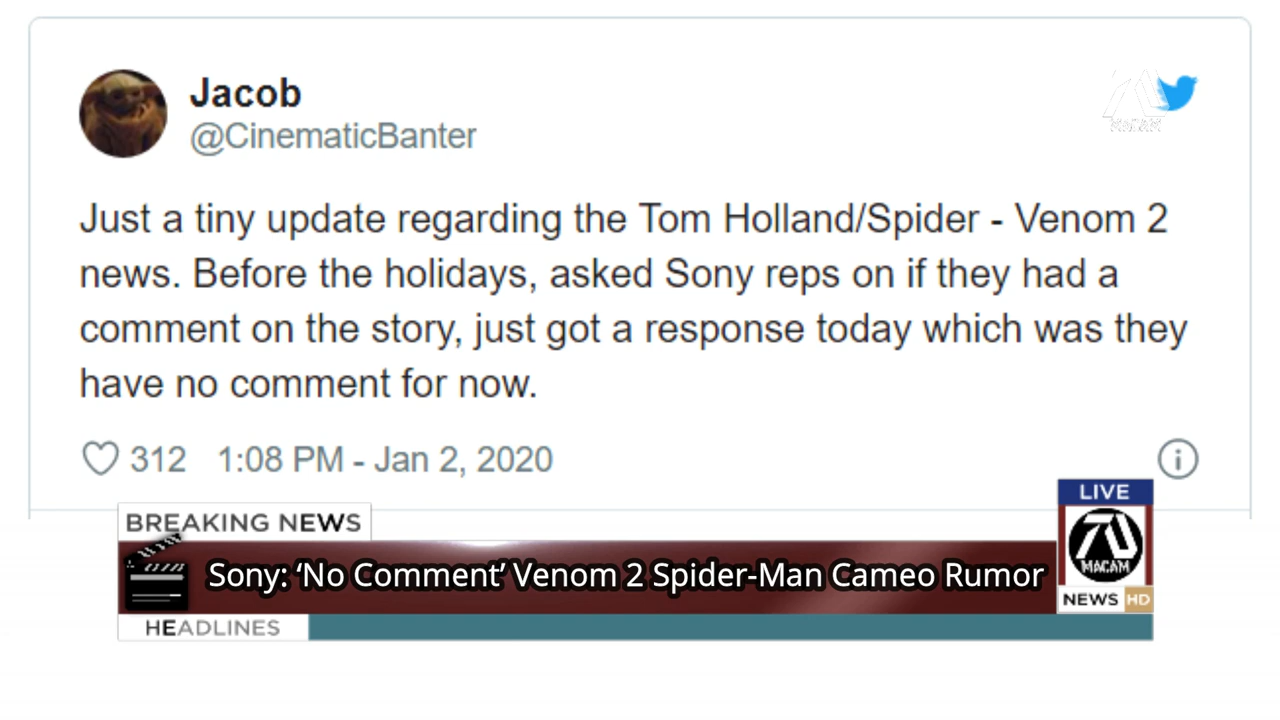 Jacob
@CinematicBanter
MACAM
Just a tiny update regarding the Tom Holland/Spider - Venom 2
news. Before the holidays, asked Sony reps on if they had a
comment on the story, just got a response today which was they
have no comment for now.
312 1:08 PM - Jan 2, 2020
LIVE
BREAKING NEWS
Sony: ‘No Comment’ Venom 2 Spider-Man Cameo Rumor
MACAM
NEWS HD
HEADLINES